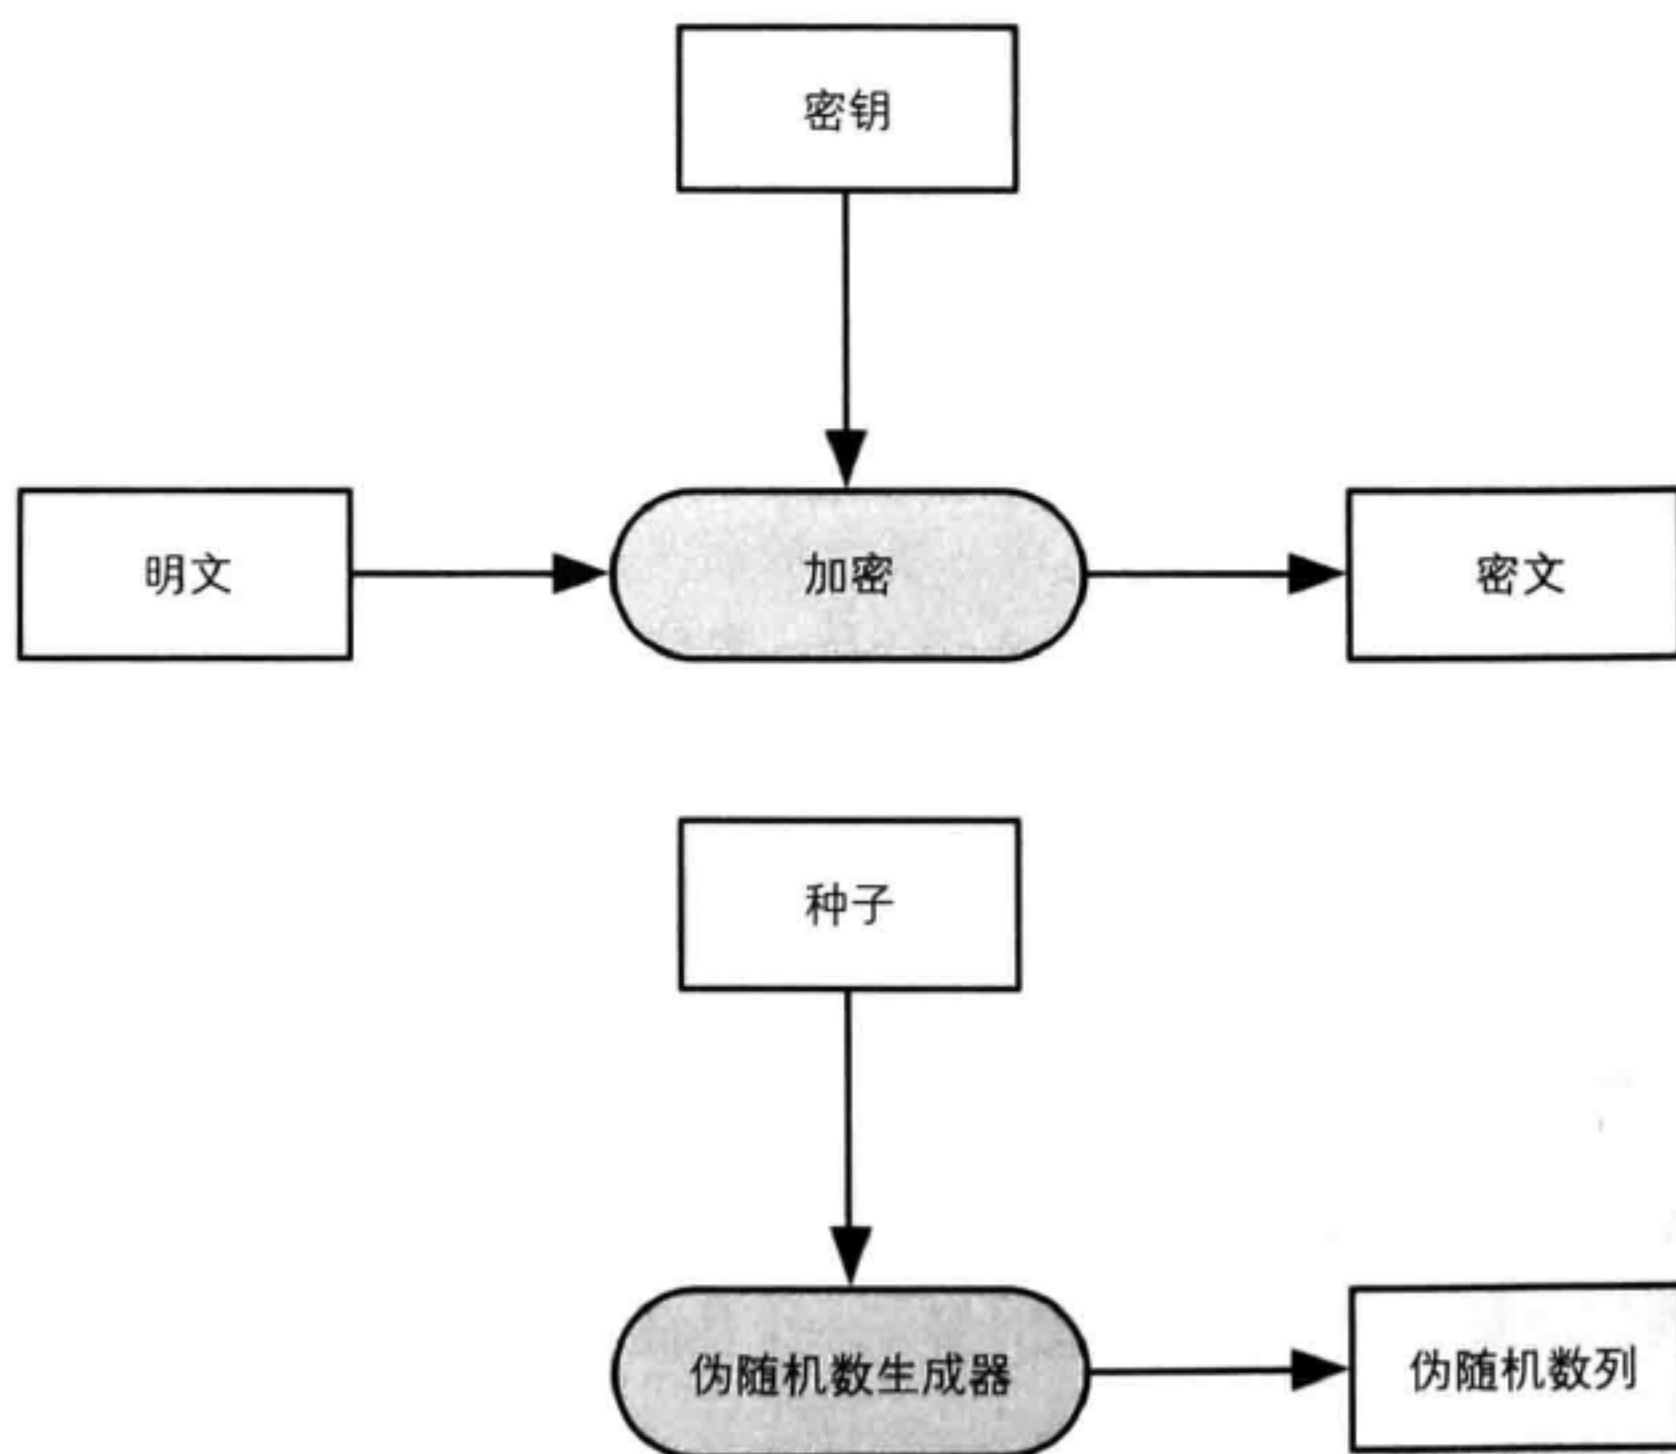 密钥
明文
加密
密文
种子
伪随机数生成器
伪随机数列